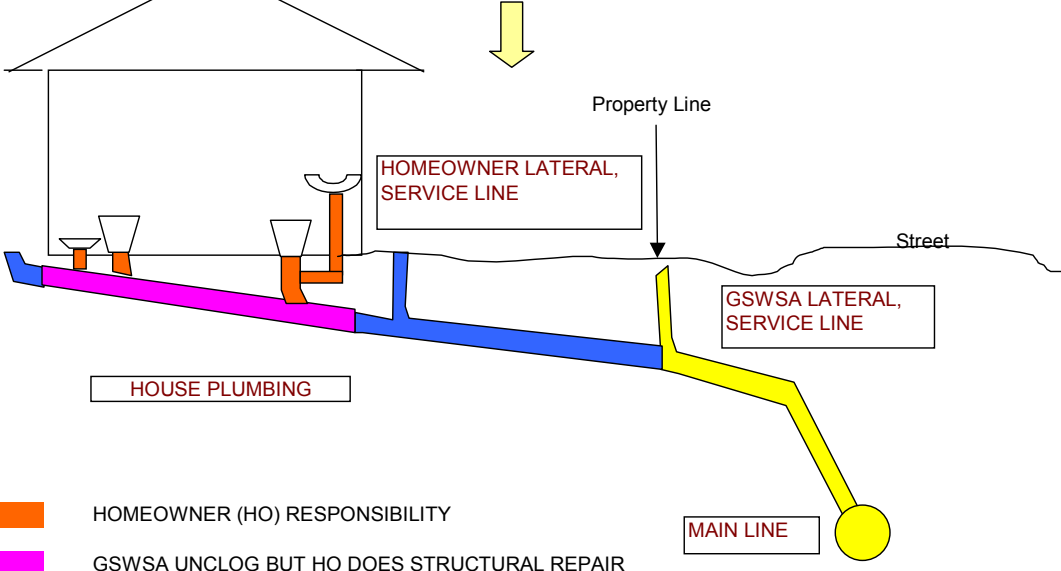 Property Line
HOMEOWNER LATERAL,
SERVICE LINE
Street
GSWSA LATERAL,
SERVICE LINE
HOUSE PLUMBING
HOMEOWNER (HO) RESPONSIBILITY
MAIN LINE
GSWSA UNCLOG BUT HO DOES STRUCTURAL REPAIR